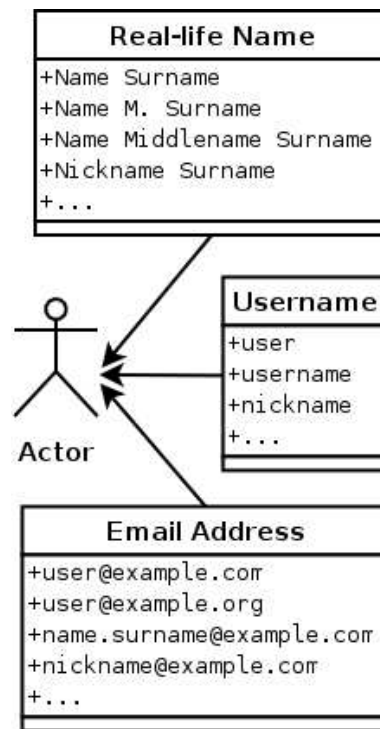 Real-life Name
+Name Surname
+Name M. Surname
+Name Middlename Surname
+Nickname Surname
+...
Username
+user
+username
+nickname
+...
Actor
Email Address
+user@example.com
+user@example.org
+name.surname@example.com
+nickname@example.com
+...